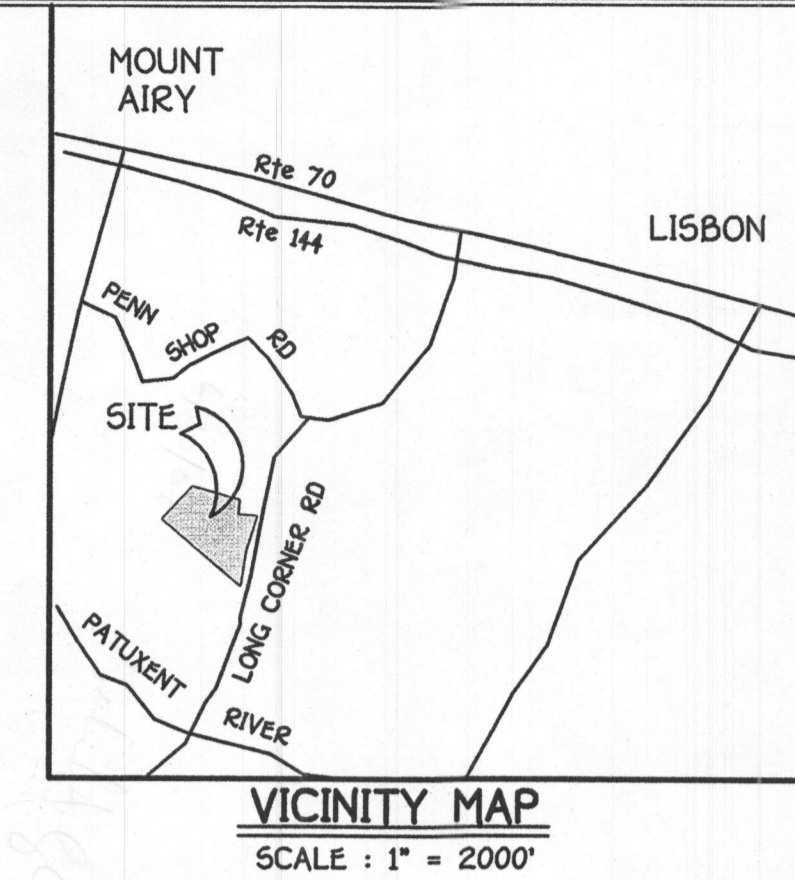 MOUNT
AIRY
Rte 70
Rte 144
LISBON
PENN SHOP RD
SITE
LONG CORNER RD
PATUXENT RIVER
VICINITY MAP
SCALE : 1" = 2000'